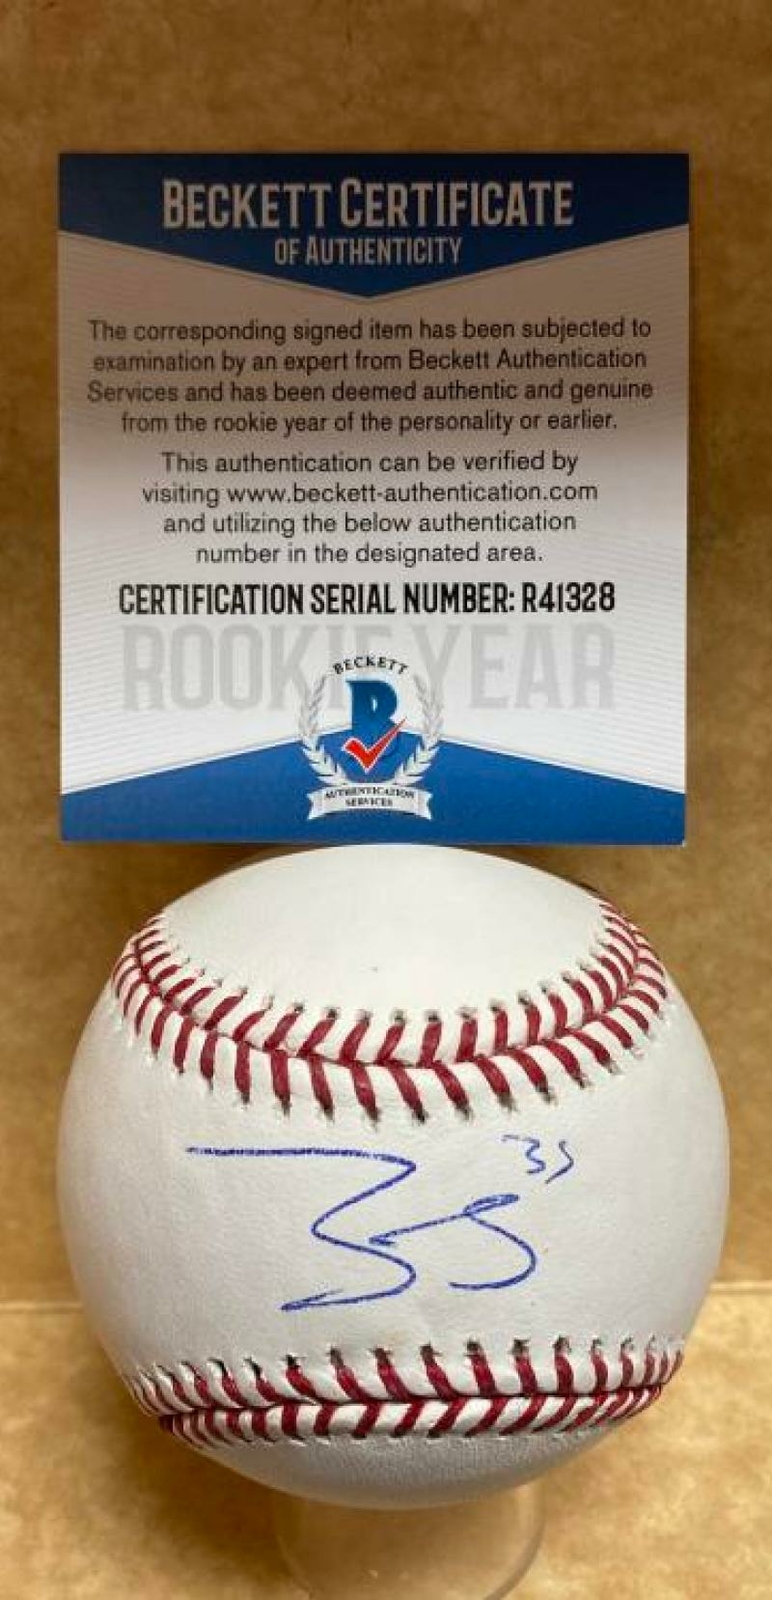 BECKETT CERTIFICATE
OF AUTHENTICITY
The corresponding signed item has been subjected to
examination by an expert from Beckett Authentication
Services and has been deemed authentic and genuine
from the rookie year of the personality or earlier.
This authentication can be verified by
visiting www.beckett-authentication.com
and utilizing the below authentication
number in the designated area.
CERTIFICATION SERIAL NUMBER: R41328
ROOKIE YEAR
BECKETT
B
AUTHENTICATION
SERVICES
35